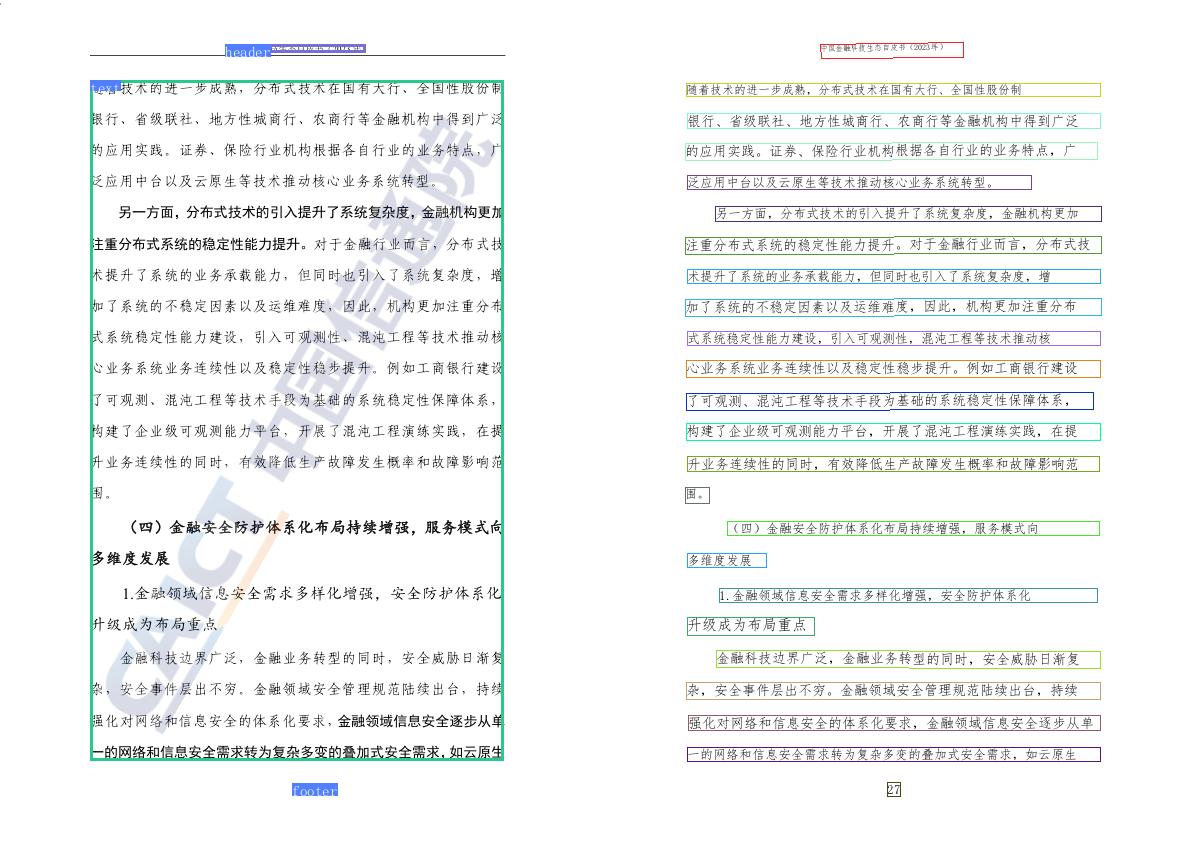 header
text
随着技术的进一步成熟，分布式技术在国有大行、全国性股份制
银行、省级联社、地方性城商行、农商行等金融机构中得到广泛
的应用实践。证券、保险行业机构根据各自行业的业务特点，广
泛应用中台以及云原生等技术推动核心业务系统转型。
另一方面，分布式技术的引入提升了系统复杂度，金融机构更加
注重分布式系统的稳定性能力提升。对于金融行业而言，分布式技
术提升了系统的业务承载能力，但同时也引入了系统复杂度，增
加了系统的不稳定因素以及运维难度，因此，机构更加注重分布
式系统稳定性能力建设，引入可观测性、混沌工程等技术推动核
心业务系统业务连续性以及稳定性稳步提升。例如工商银行建设
了可观测、混沌工程等技术手段为基础的系统稳定性保障体系，
构建了企业级可观测能力平台，开展了混沌工程演练实践，在提
升业务连续性的同时，有效降低生产故障发生概率和故障影响范
围。
（四）金融安全防护体系化布局持续增强，服务模式向
多维度发展
1.金融领域信息安全需求多样化增强，安全防护体系化
升级成为布局重点
金融科技边界广泛，金融业务转型的同时，安全威胁日渐复
杂，安全事件层出不穷。金融领域安全管理规范陆续出台，持续
强化对网络和信息安全的体系化要求，金融领域信息安全逐步从单
一的网络和信息安全需求转为复杂多变的叠加式安全需求，如云原生
footer
CAICT 中国信通院
中国金融科技生态白皮书（2023年）
随着技术的进一步成熟，分布式技术在国有大行、全国性股份制
银行、省级联社、地方性城商行、农商行等金融机构中得到广泛
的应用实践。证券、保险行业机构根据各自行业的业务特点，广
泛应用中台以及云原生等技术推动核心业务系统转型。
另一方面，分布式技术的引入提升了系统复杂度，金融机构更加
注重分布式系统的稳定性能力提升。对于金融行业而言，分布式技
术提升了系统的业务承载能力，但同时也引入了系统复杂度，增
加了系统的不稳定因素以及运维难度，因此，机构更加注重分布
式系统稳定性能力建设，引入可观测性，混沌工程等技术推动核
心业务系统业务连续性以及稳定性稳步提升。例如工商银行建设
了可观测、混沌工程等技术手段为基础的系统稳定性保障体系，
构建了企业级可观测能力平台，开展了混沌工程演练实践，在提
升业务连续性的同时，有效降低生产故障发生概率和故障影响范
围。
（四）金融安全防护体系化布局持续增强，服务模式向
多维度发展
1.金融领域信息安全需求多样化增强，安全防护体系化
升级成为布局重点
金融科技边界广泛，金融业务转型的同时，安全威胁日渐复
杂，安全事件层出不穷。金融领域安全管理规范陆续出台，持续
强化对网络和信息安全的体系化要求，金融领域信息安全逐步从单
一的网络和信息安全需求转为复杂多变的叠加式安全需求，如云原生
27